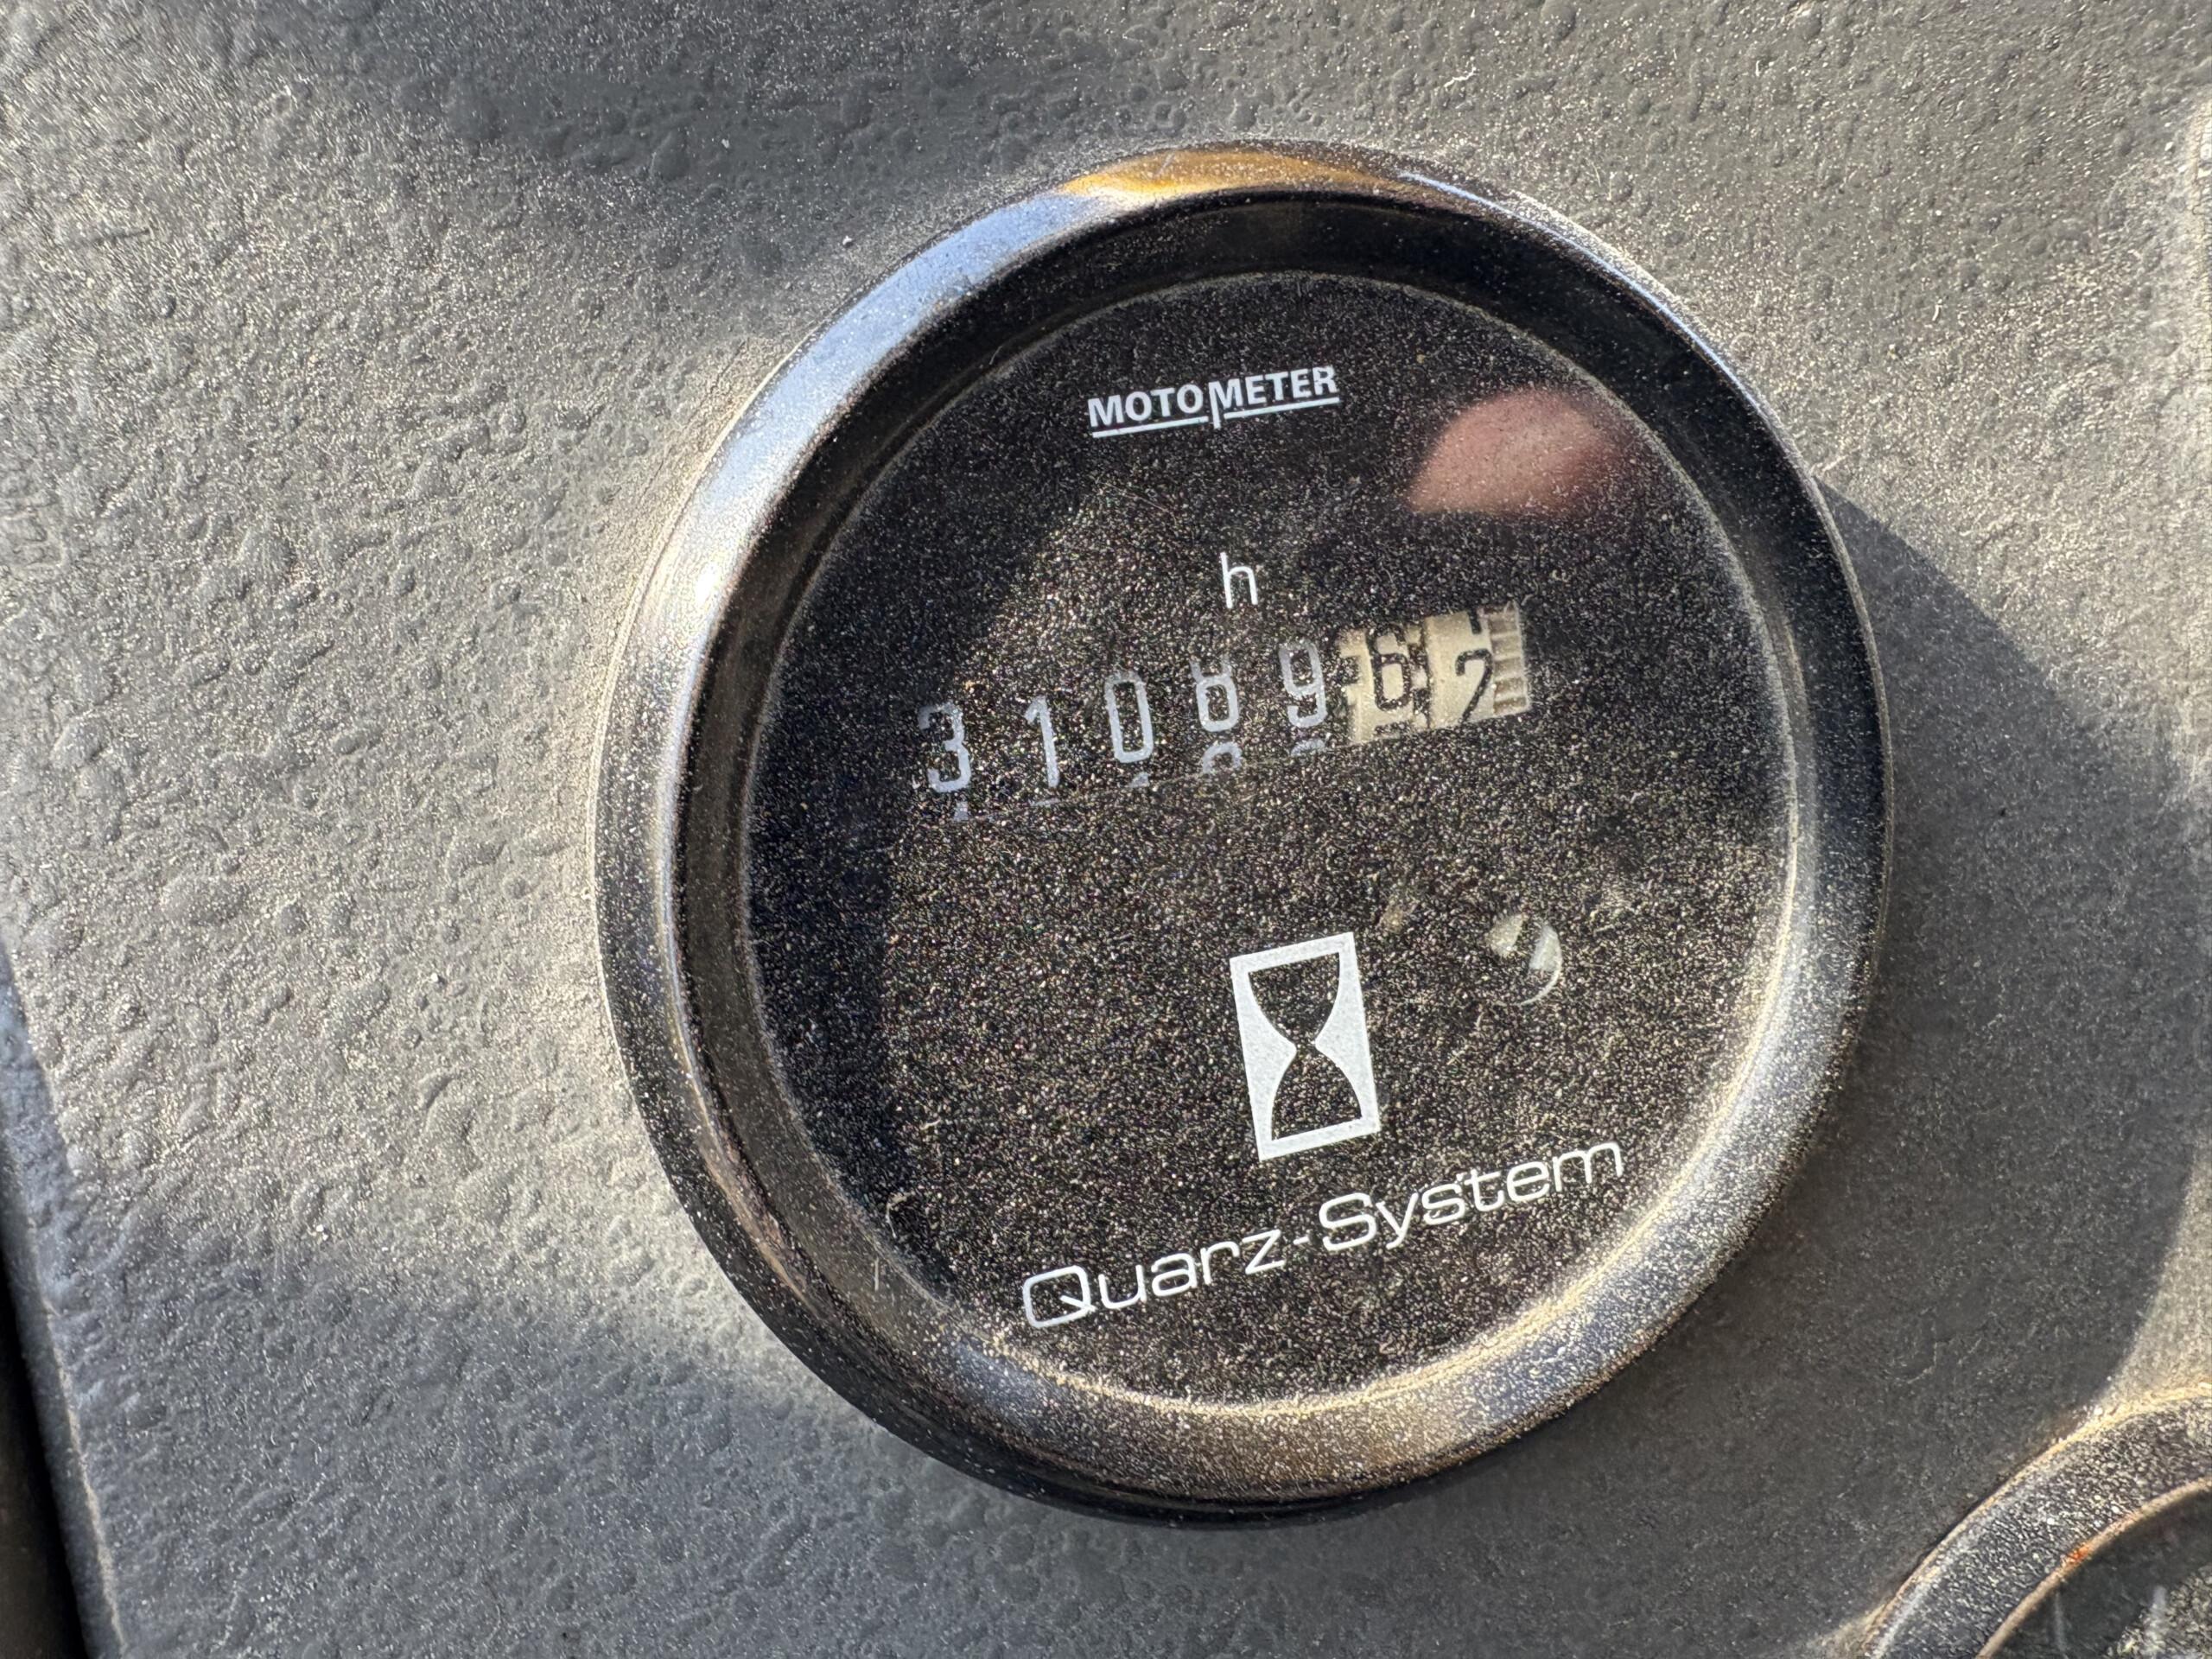 MOTOMETER
h
3108962
Quarz-System